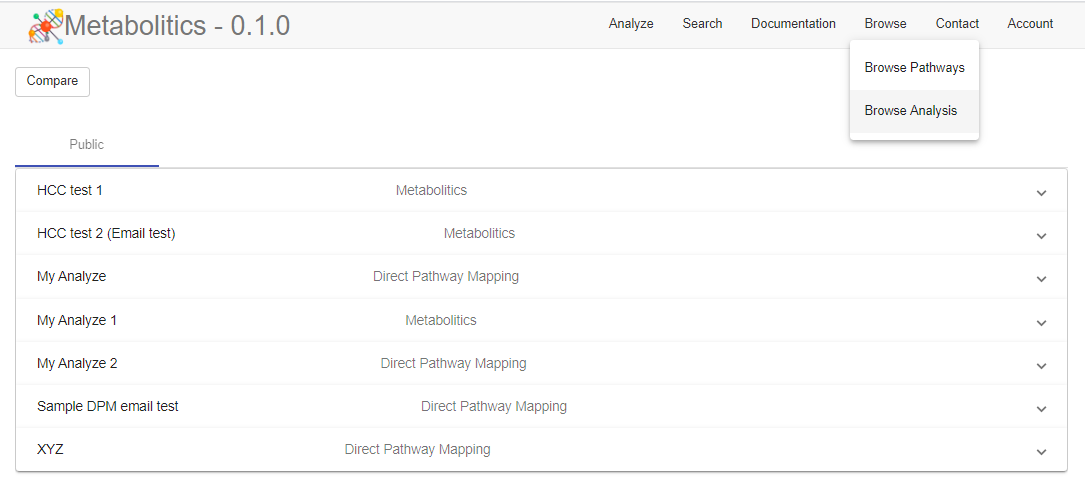 Metabolitics - 0.1.0
Analyze Search Documentation Browse Contact Account
Browse Pathways
Browse Analysis
Compare
Public
HCC test 1 Metabolitics
HCC test 2 (Email test) Metabolitics
My Analyze Direct Pathway Mapping
My Analyze 1 Metabolitics
My Analyze 2 Direct Pathway Mapping
Sample DPM email test Direct Pathway Mapping
XYZ Direct Pathway Mapping